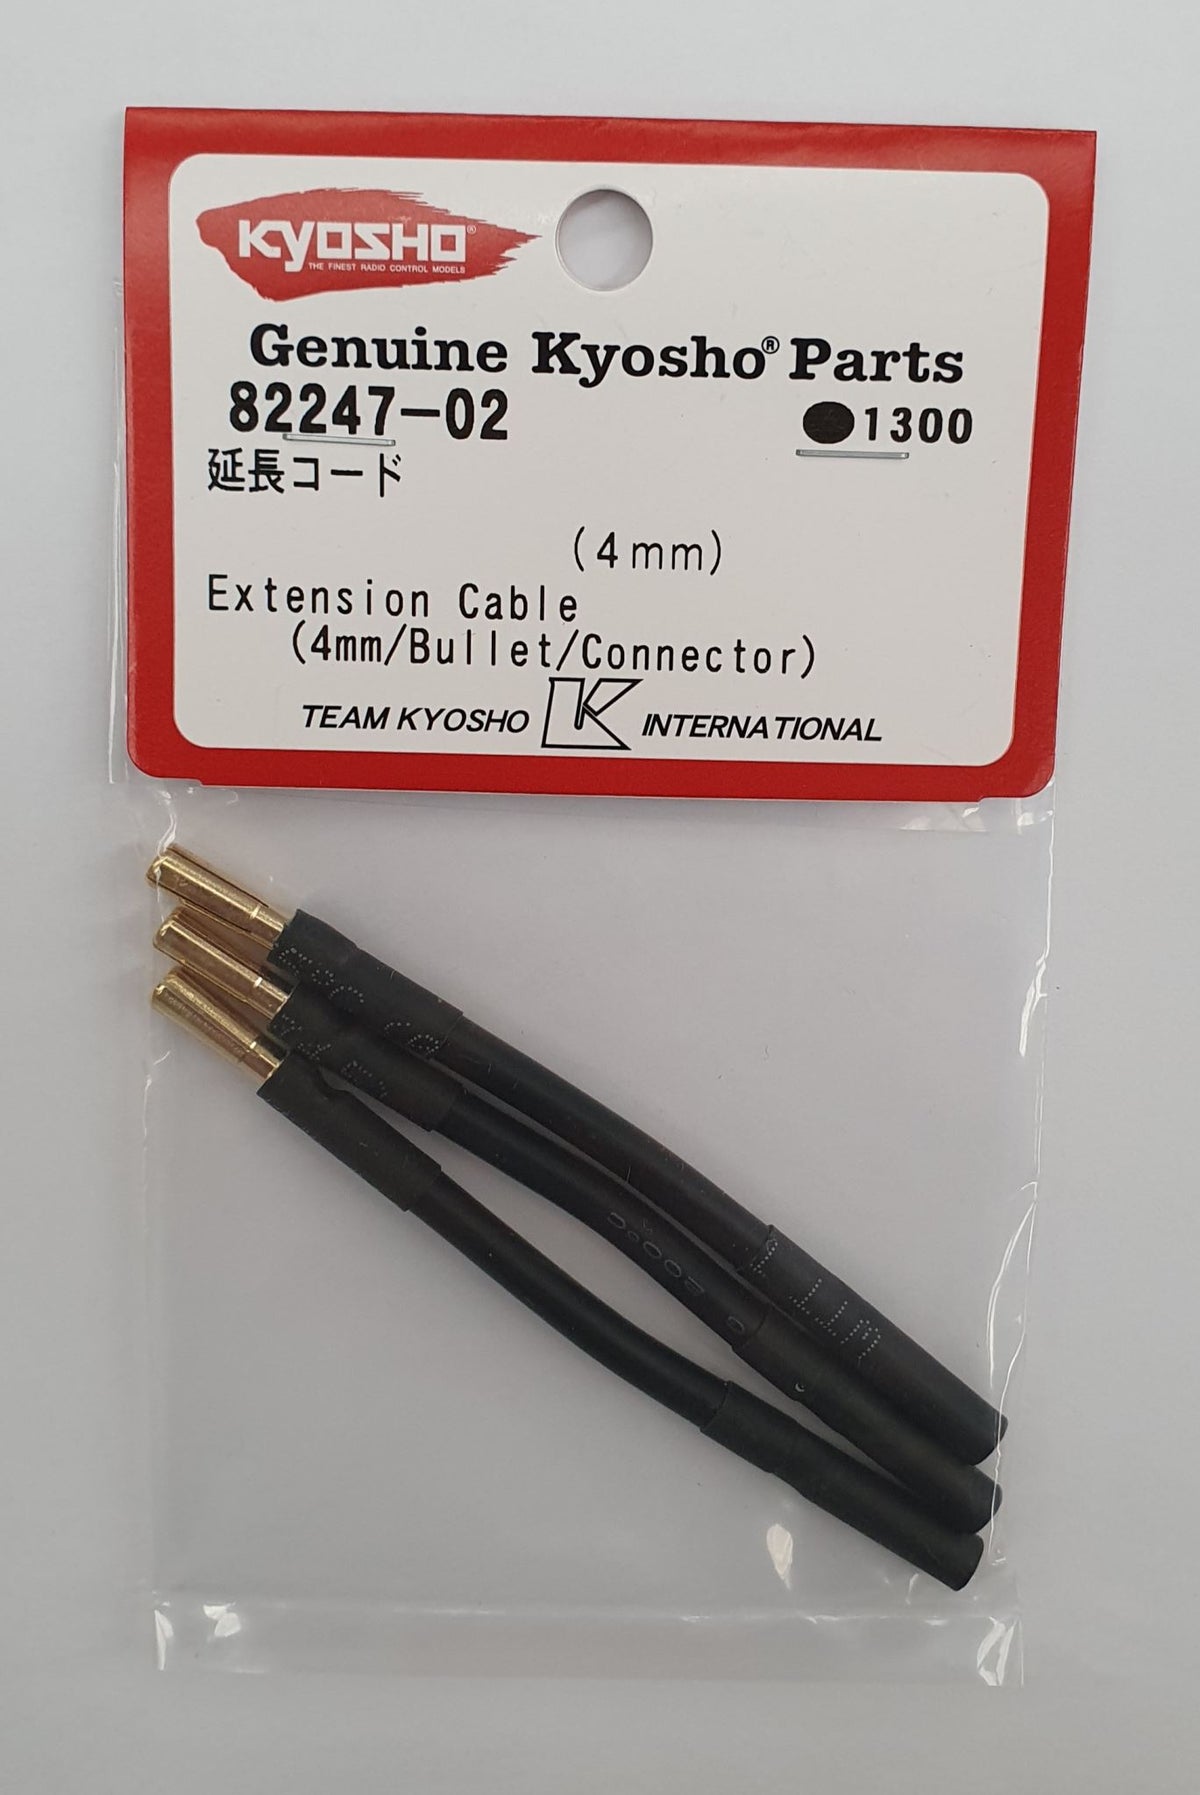 KYOSHO®
THE FINEST RADIO CONTROL MODELS
Genuine Kyosho® Parts
82247-02 ●1300
延長コード
(4mm)
Extension Cable
(4mm/Bullet/Connector)
TEAM KYOSHO K INTERNATIONAL